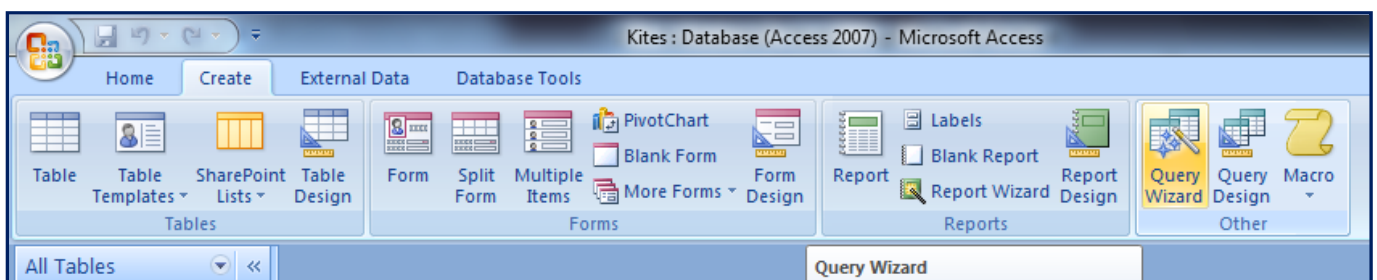 Kites : Database (Access 2007) - Microsoft Access
Home Create External Data Database Tools
Table
Table
Templates
SharePoint
Lists
Table
Design
Tables
Form
Split
Form
Multiple
Items
PivotChart
Blank Form
More Forms
Form
Design
Forms
Report
Labels
Blank Report
Report Wizard
Report
Design
Reports
Query
Wizard
Query
Design
Macro
Other
All Tables
Query Wizard